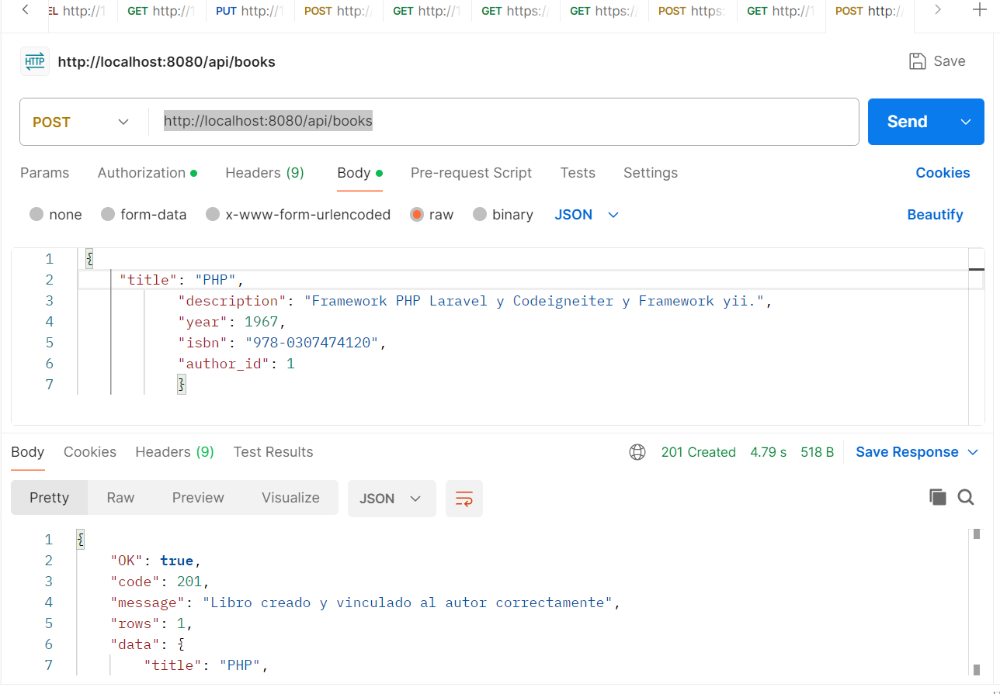 EL http://1 GET http://1 PUT http://1 POST http:/ GET http://1 GET https:/ GET https:/ POST https: GET http://1 POST http:/
HTTP http://localhost:8080/api/books Save
POST http://localhost:8080/api/books Send
Params Authorization Headers (9) Body Pre-request Script Tests Settings Cookies
none form-data x-www-form-urlencoded raw binary JSON Beautify
1 {
2 "title": "PHP",
3 "description": "Framework PHP Laravel y Codeigneiter y Framework yii.",
4 "year": 1967,
5 "isbn": "978-0307474120",
6 "author_id": 1
7 }
Body Cookies Headers (9) Test Results 201 Created 4.79 s 518 B Save Response
Pretty Raw Preview Visualize JSON
1 {
2 "OK": true,
3 "code": 201,
4 "message": "Libro creado y vinculado al autor correctamente",
5 "rows": 1,
6 "data": {
7 "title": "PHP",